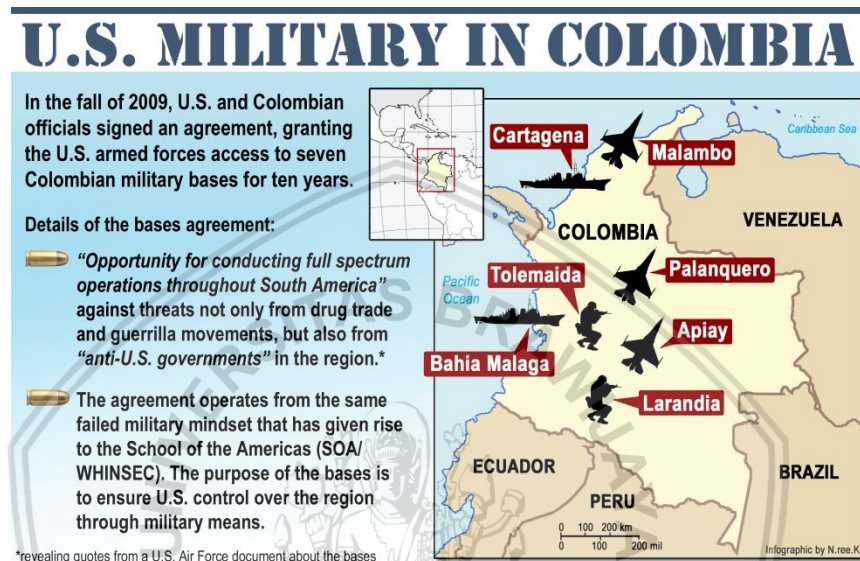 U.S. MILITARY IN COLOMBIA
In the fall of 2009, U.S. and Colombian
officials signed an agreement, granting
the U.S. armed forces access to seven
Colombian military bases for ten years.
Details of the bases agreement:
“Opportunity for conducting full spectrum
operations throughout South America”
against threats not only from drug trade
and guerrilla movements, but also from
“anti-U.S. governments” in the region.*
The agreement operates from the same
failed military mindset that has given rise
to the School of the Americas (SOA/
WHINSEC). The purpose of the bases is
to ensure U.S. control over the region
through military means.
*revealing quotes from a U.S. Air Force document about the bases
Cartagena
Malambo
Caribbean Sea
VENEZUELA
COLOMBIA
Palanquero
Tolemaida
Pacific
Ocean
Apiay
Bahia Malaga
Larandia
ECUADOR
BRAZIL
PERU
0 100 200 km
0 100 200 mil
Infographic by N.ree.K
UNIVERSITAS BRAWIJAYA